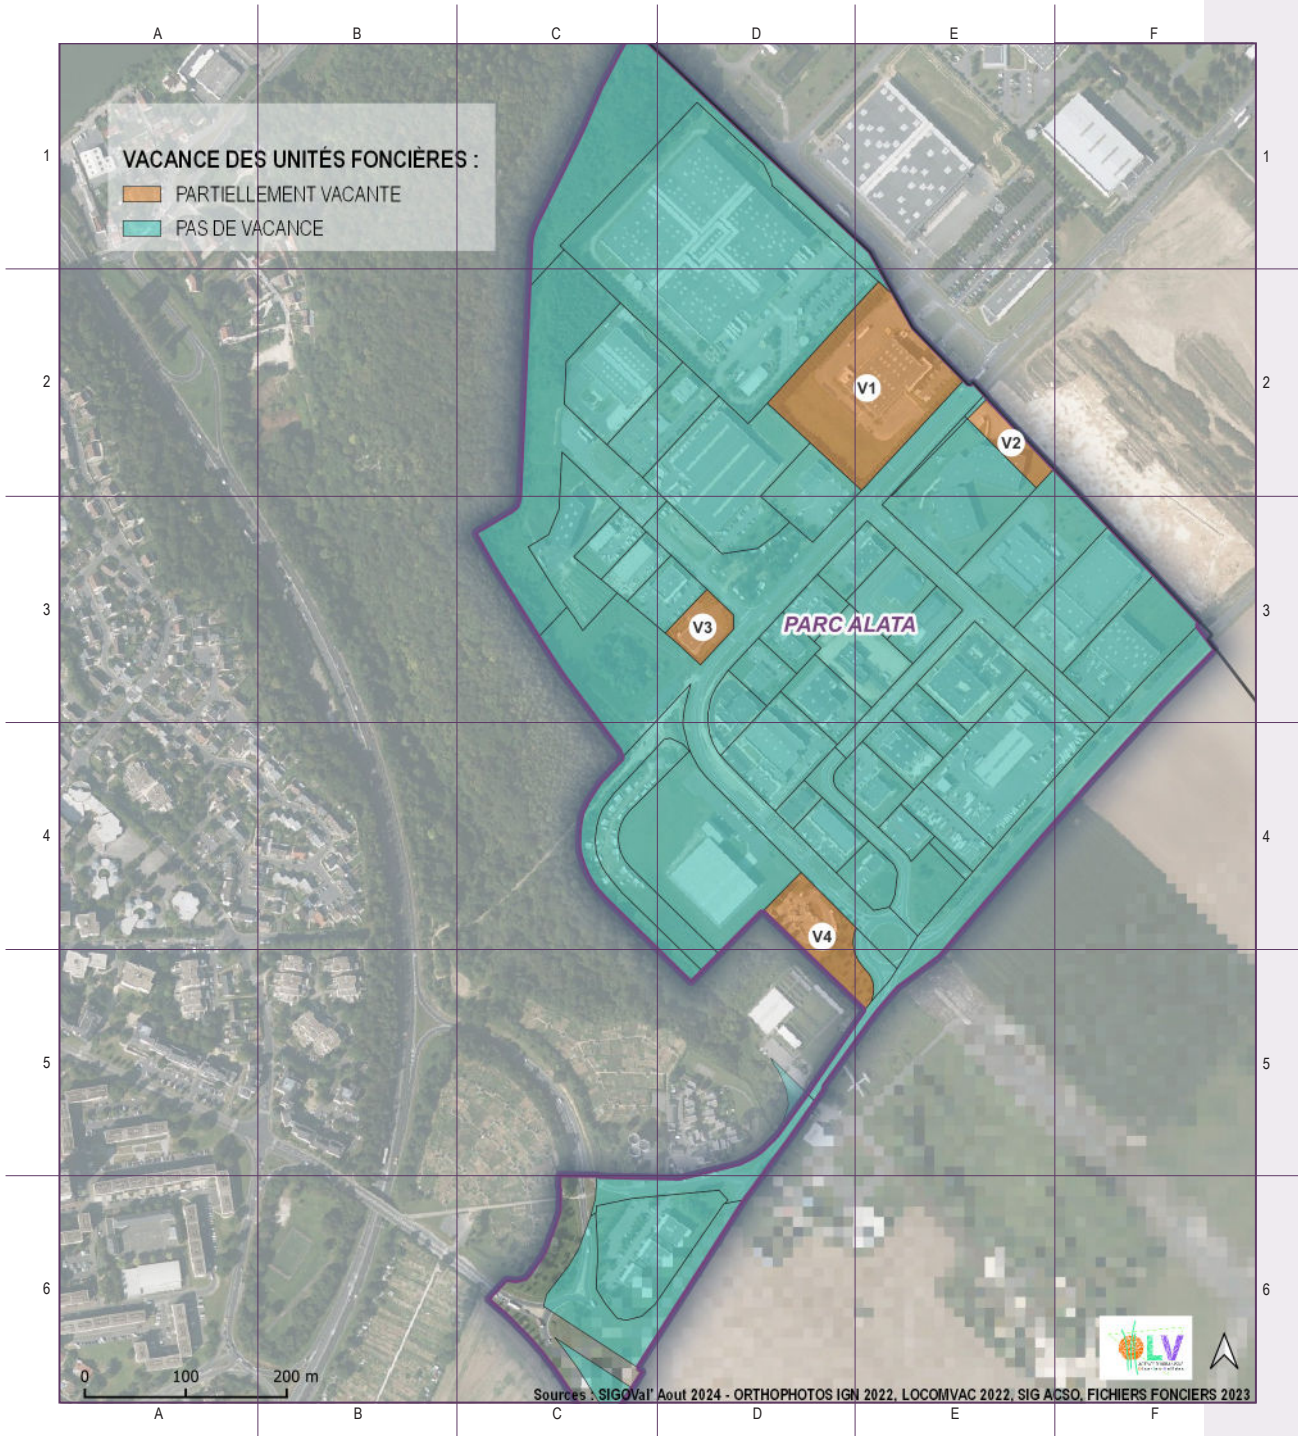 A B C D E F
1 1
VACANCE DES UNITÉS FONCIÈRES :
PARTIELLEMENT VACANTE
PAS DE VACANCE
2 2
V1
V2
3 3
V3
PARC ALATA
4 4
V4
5 5
6 6
LV
0 100 200 m
Sources : SIGOVal' Aout 2024 - ORTHOPHOTOS IGN 2022, LOCOMVAC 2022, SIG ACSO, FICHIERS FONCIERS 2023
A B C D E F